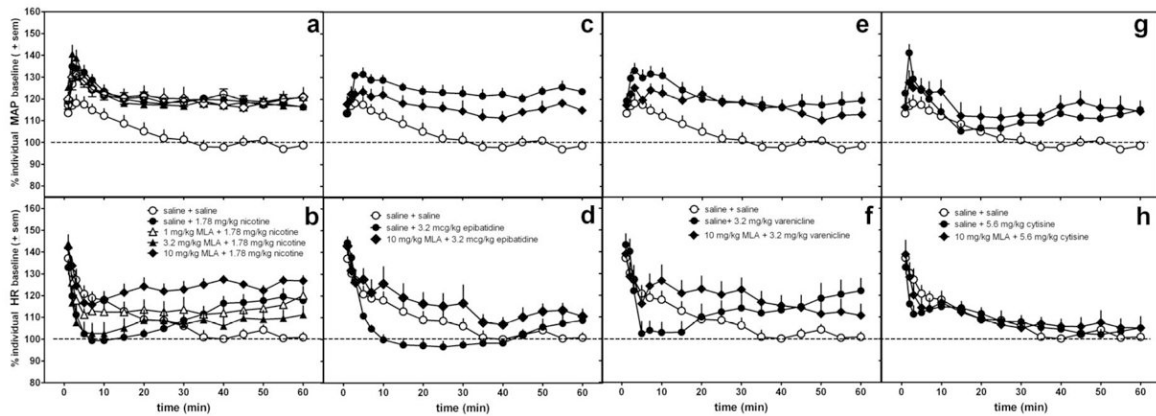 % individual MAP baseline ( + sem)
160
150
140
130
120
110
100
90
80
a
c
e
g
% individual HR baseline (+ sem)
160
150
140
130
120
110
100
90
80
b
saline + saline
saline + 1.78 mg/kg nicotine
1 mg/kg MLA + 1.78 mg/kg nicotine
3.2 mg/kg MLA + 1.78 mg/kg nicotine
10 mg/kg MLA + 1.78 mg/kg nicotine
d
saline + saline
saline + 3.2 mcg/kg epibatidine
10 mg/kg MLA + 3.2 mcg/kg epibatidine
f
saline + saline
saline+ 3.2 mg/kg varenicline
10 mg/kg MLA + 3.2 mg/kg varenicline
h
saline + saline
saline + 5.6 mg/kg cytisine
10 mg/kg MLA + 5.6 mg/kg cytisine
0 10 20 30 40 50 60
0 10 20 30 40 50 60
0 10 20 30 40 50 60
0 10 20 30 40 50 60
time (min)
time (min)
time (min)
time (min)